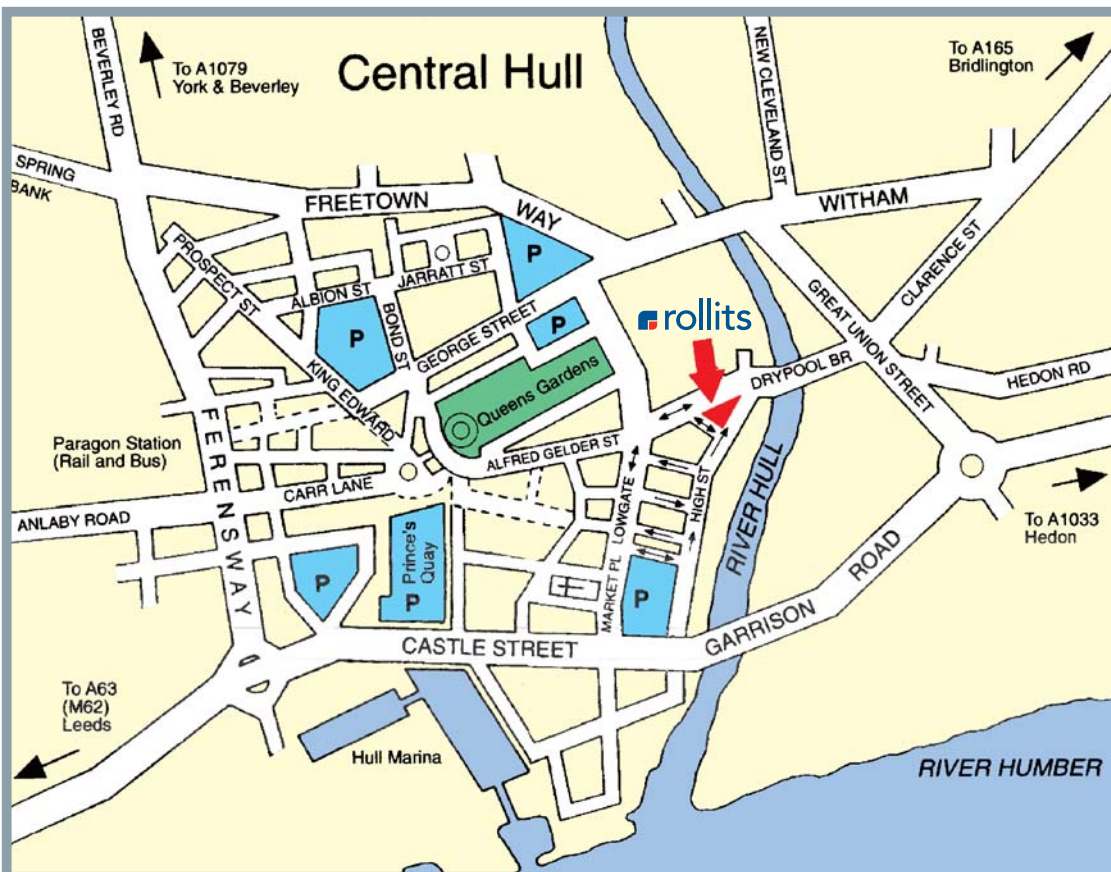 Central Hull
BEVERLEY RD
To A1079
York & Beverley
NEW CLEVELAND ST
To A165
Bridlington
SPRING
BANK
FREETOWN
WAY
WITHAM
PROSPECT ST
ALBION ST
JARRATT ST
P
CLARENCE ST
GREAT UNION STREET
P
BOND ST
GEORGE STREET
P
rollits
KING EDWARD
Queens Gardens
DRYPOOL BR
HEDON RD
FERENSWAY
Paragon Station
(Rail and Bus)
ALFRED GELDER ST
CARR LANE
LOWGATE
HIGH ST
RIVER HULL
ANLABY ROAD
To A1033
Hedon
Prince's
Quay
P
P
MARKET PL
P
CASTLE STREET
GARRISON
ROAD
To A63
(M62)
Leeds
Hull Marina
RIVER HUMBER